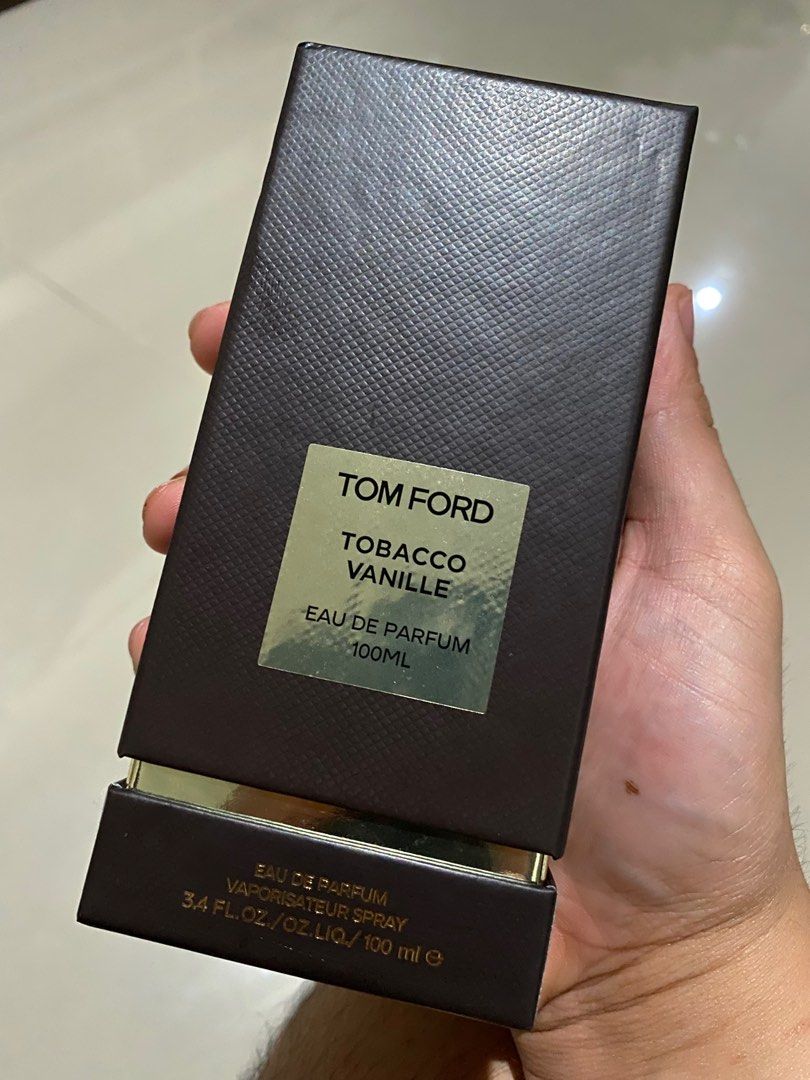 TOM FORD
TOBACCO
VANILLE
EAU DE PARFUM
100ML
EAU DE PARFUM
VAPORISATEUR SPRAY
3.4 FL.OZ./OZ.LIQ./ 100 ml ℮